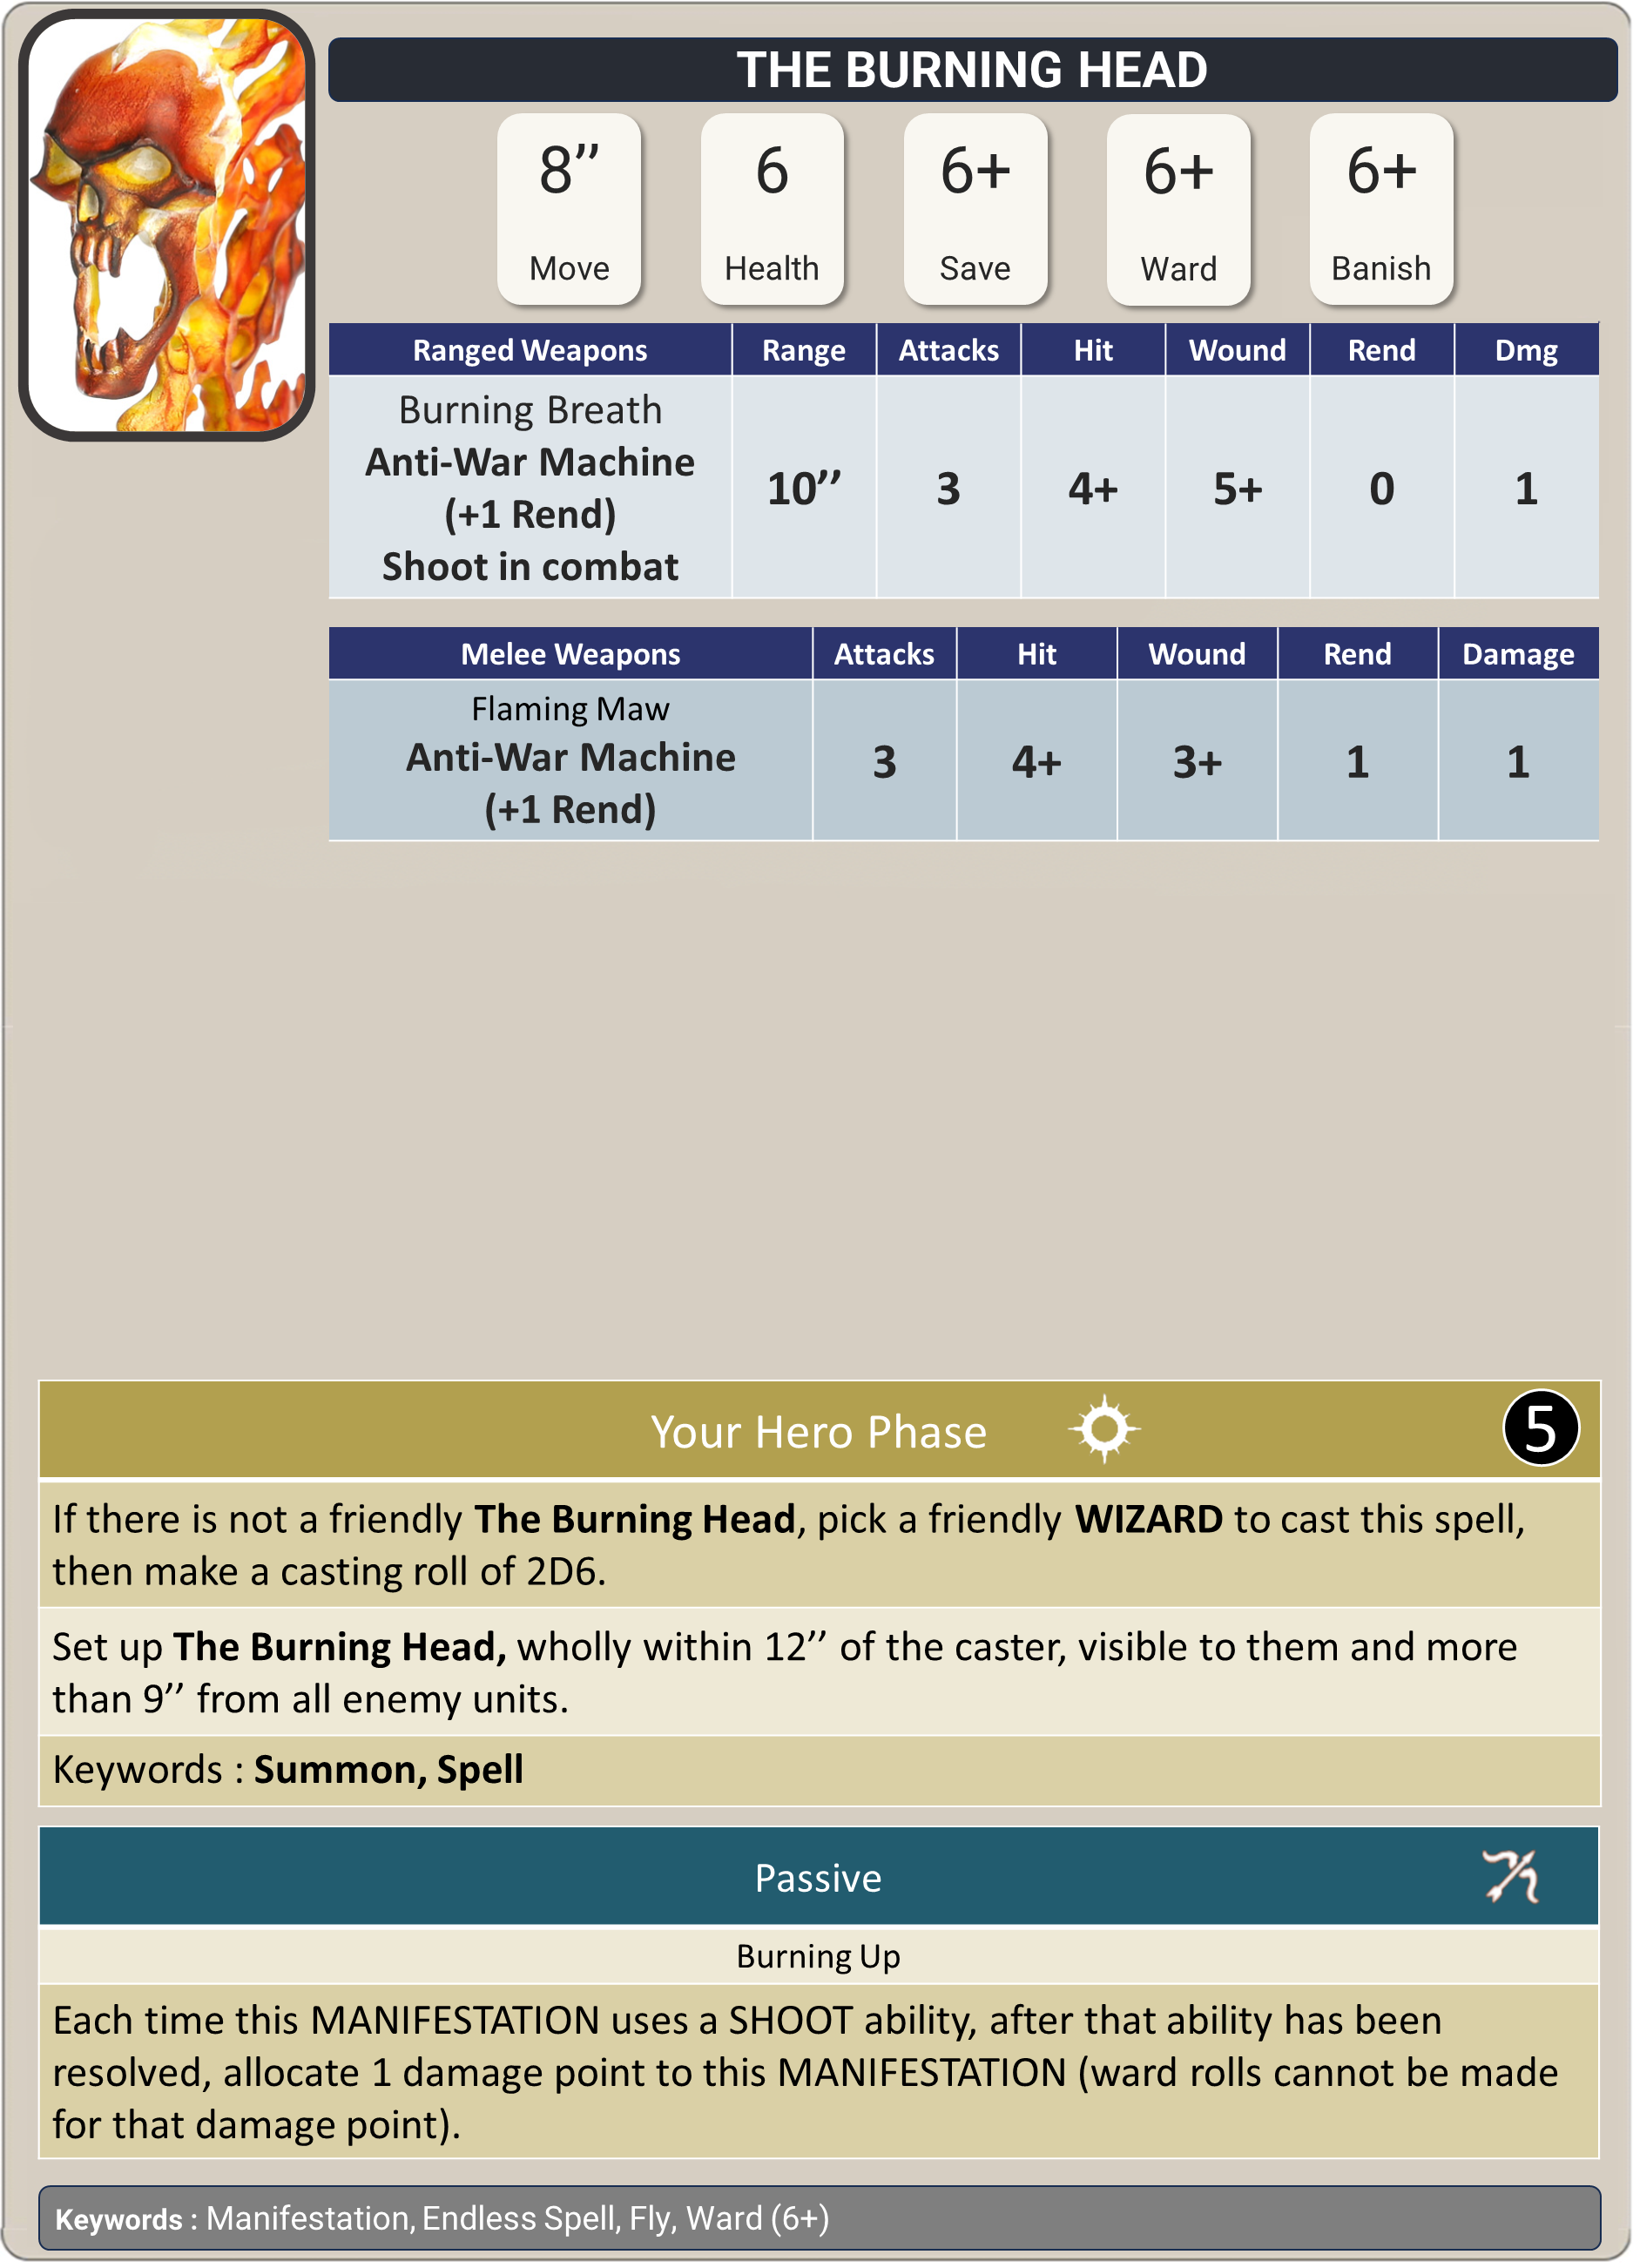 THE BURNING HEAD
8’’
Move
6
Health
6+
Save
6+
Ward
6+
Banish
Ranged Weapons Range Attacks Hit Wound Rend Dmg
Burning Breath
Anti-War Machine
(+1 Rend)
Shoot in combat
10’’ 3 4+ 5+ 0 1
Melee Weapons Attacks Hit Wound Rend Damage
Flaming Maw
Anti-War Machine
(+1 Rend)
3 4+ 3+ 1 1
Your Hero Phase 5
If there is not a friendly The Burning Head, pick a friendly WIZARD to cast this spell,
then make a casting roll of 2D6.
Set up The Burning Head, wholly within 12’’ of the caster, visible to them and more
than 9’’ from all enemy units.
Keywords : Summon, Spell
Passive
Burning Up
Each time this MANIFESTATION uses a SHOOT ability, after that ability has been
resolved, allocate 1 damage point to this MANIFESTATION (ward rolls cannot be made
for that damage point).
Keywords : Manifestation, Endless Spell, Fly, Ward (6+)